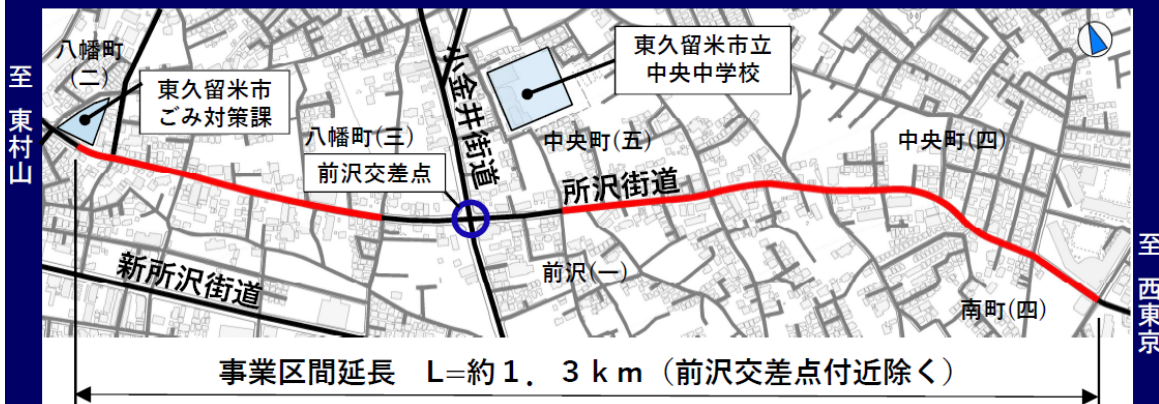 至 東村山
八幡町
(二)
東久留米市
ごみ対策課
八幡町(三)
前沢交差点
小金井街道
東久留米市立
中央中学校
中央町(五)
所沢街道
中央町(四)
前沢(一)
新所沢街道
南町(四)
至 西東京
事業区間延長 L=約1.3km(前沢交差点付近除く)